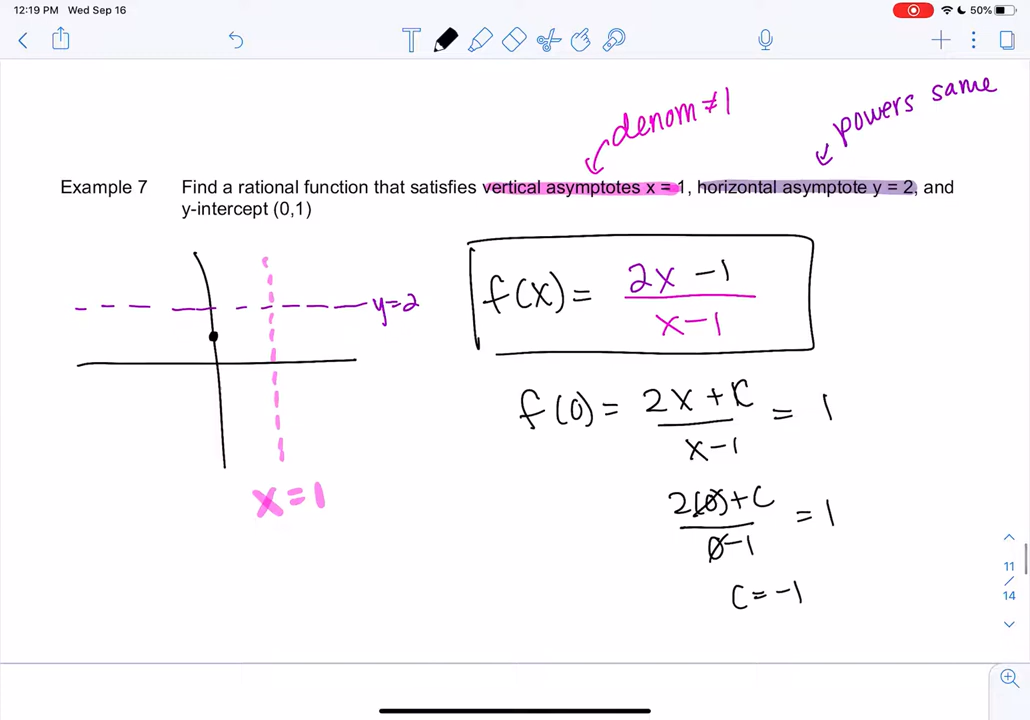 12:19 PM Wed Sep 16
50%
T
denom ≠ 1
powers same
Example 7 Find a rational function that satisfies vertical asymptotes x = 1, horizontal asymptote y = 2, and
y-intercept (0,1)
y=2
f(x) = 2x - 1
x - 1
f(0) = 2x + C = 1
x - 1
2(0) + C = 1
0 - 1
C = -1
x = 1
11
/
14